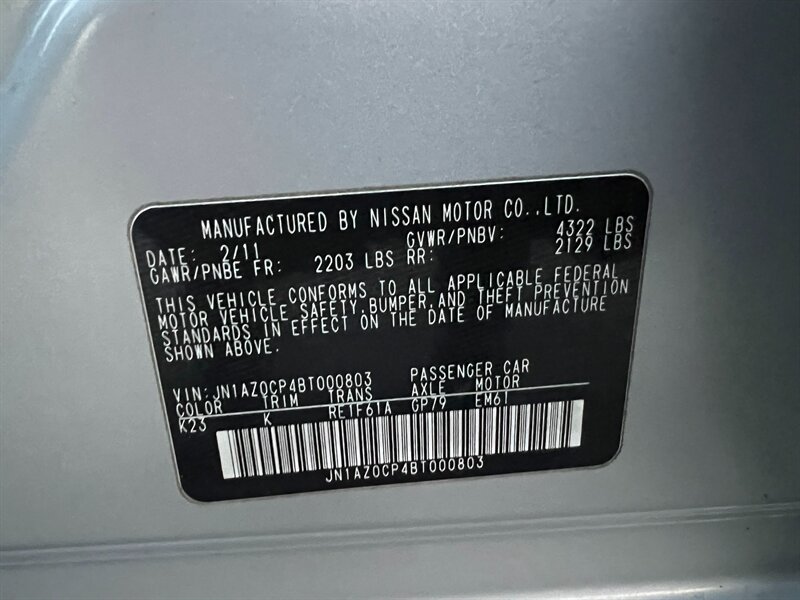 MANUFACTURED BY NISSAN MOTOR CO.,LTD.
DATE: 2/11 GVWR/PNBV: 4322 LBS
GAWR/PNBE FR: 2203 LBS RR: 2129 LBS
THIS VEHICLE CONFORMS TO ALL APPLICABLE FEDERAL
MOTOR VEHICLE SAFETY,BUMPER,AND THEFT PREVENTION
STANDARDS IN EFFECT ON THE DATE OF MANUFACTURE
SHOWN ABOVE.
VIN:JN1AZ0CP4BT000803 PASSENGER CAR
COLOR TRIM TRANS AXLE MOTOR
K23 K RE1F61A GP79 EM61
JN1AZ0CP4BT000803